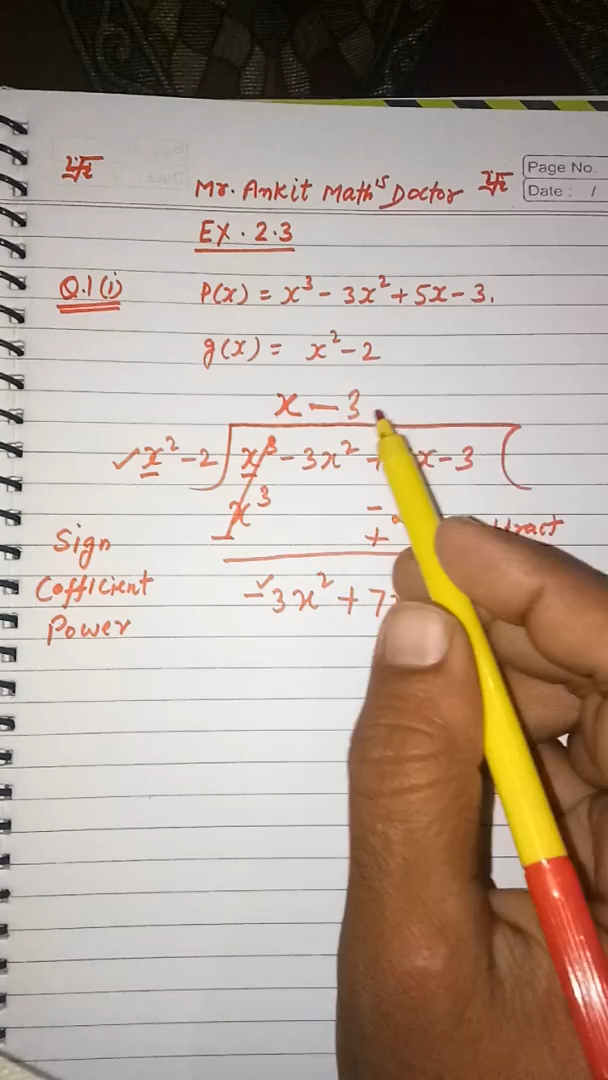 Page No.
Date : /
Mr. Ankit Math's Doctor
EX. 2.3
Q.1(i) P(x) = x³ - 3x² + 5x - 3.
g(x) = x² - 2
x - 3
✓x² - 2 x³ - 3x² + x - 3
x³ -
Sign +
Cofficient - 3x² + 7
Power